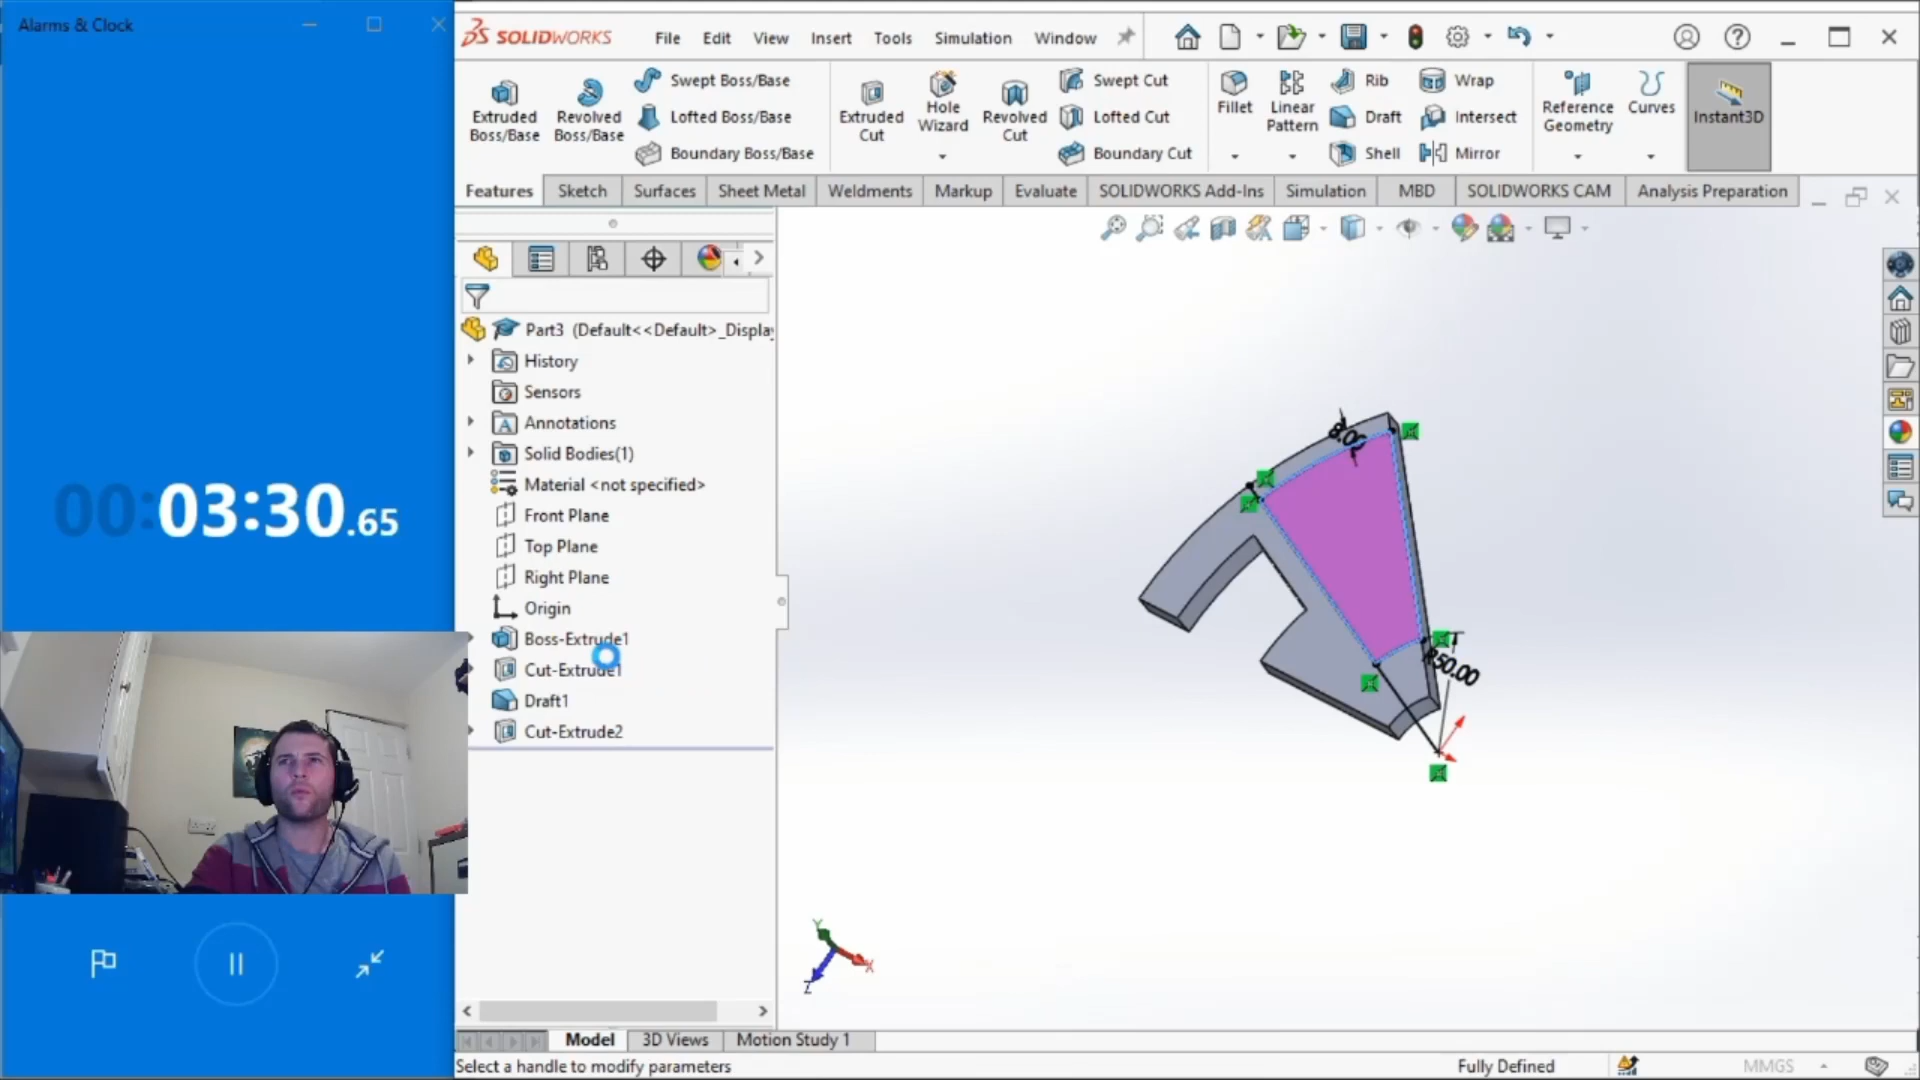 Alarms & Clock
00:03:30.65
SOLIDWORKS
File Edit View Insert Tools Simulation Window
Extruded Boss/Base
Revolved Boss/Base
Swept Boss/Base
Lofted Boss/Base
Boundary Boss/Base
Extruded Cut
Hole Wizard
Revolved Cut
Swept Cut
Lofted Cut
Boundary Cut
Fillet
Linear Pattern
Rib
Draft
Shell
Wrap
Intersect
Mirror
Reference Geometry
Curves
Instant3D
Features Sketch Surfaces Sheet Metal Weldments Markup Evaluate SOLIDWORKS Add-Ins Simulation MBD SOLIDWORKS CAM Analysis Preparation
Part3 (Default<<Default>_Display
History
Sensors
Annotations
Solid Bodies(1)
Material <not specified>
Front Plane
Top Plane
Right Plane
Origin
Boss-Extrude1
Cut-Extrude1
Draft1
Cut-Extrude2
8.00
R50.00
Y
X
Z
Model 3D Views Motion Study 1
Select a handle to modify parameters
Fully Defined
MMGS